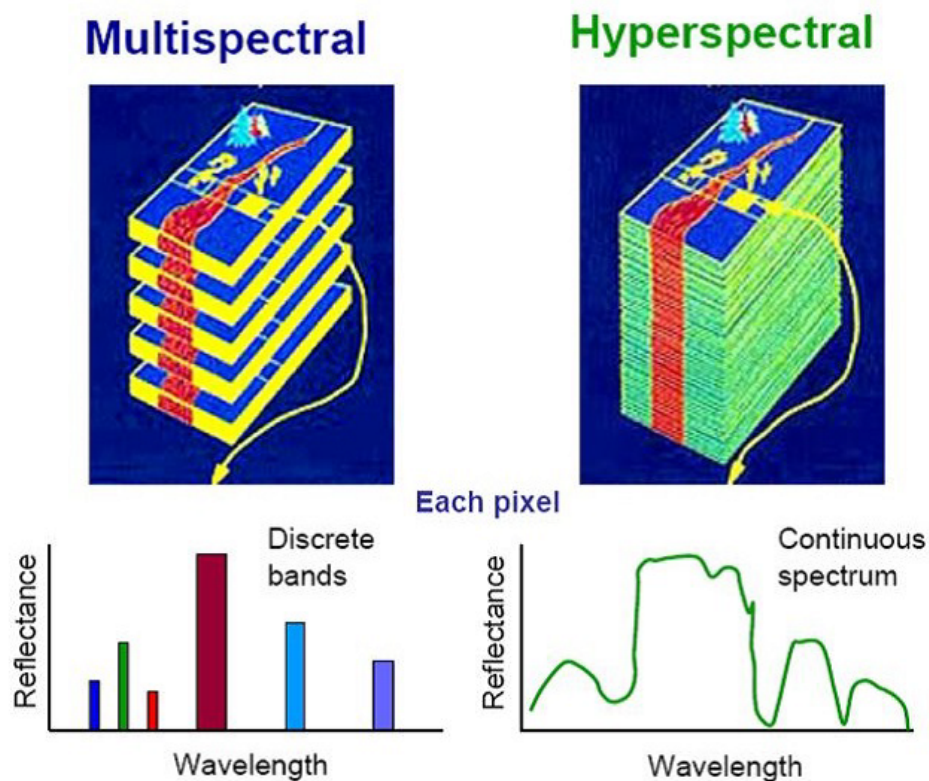 Multispectral
Hyperspectral
Each pixel
Reflectance
Discrete
bands
Wavelength
Reflectance
Continuous
spectrum
Wavelength